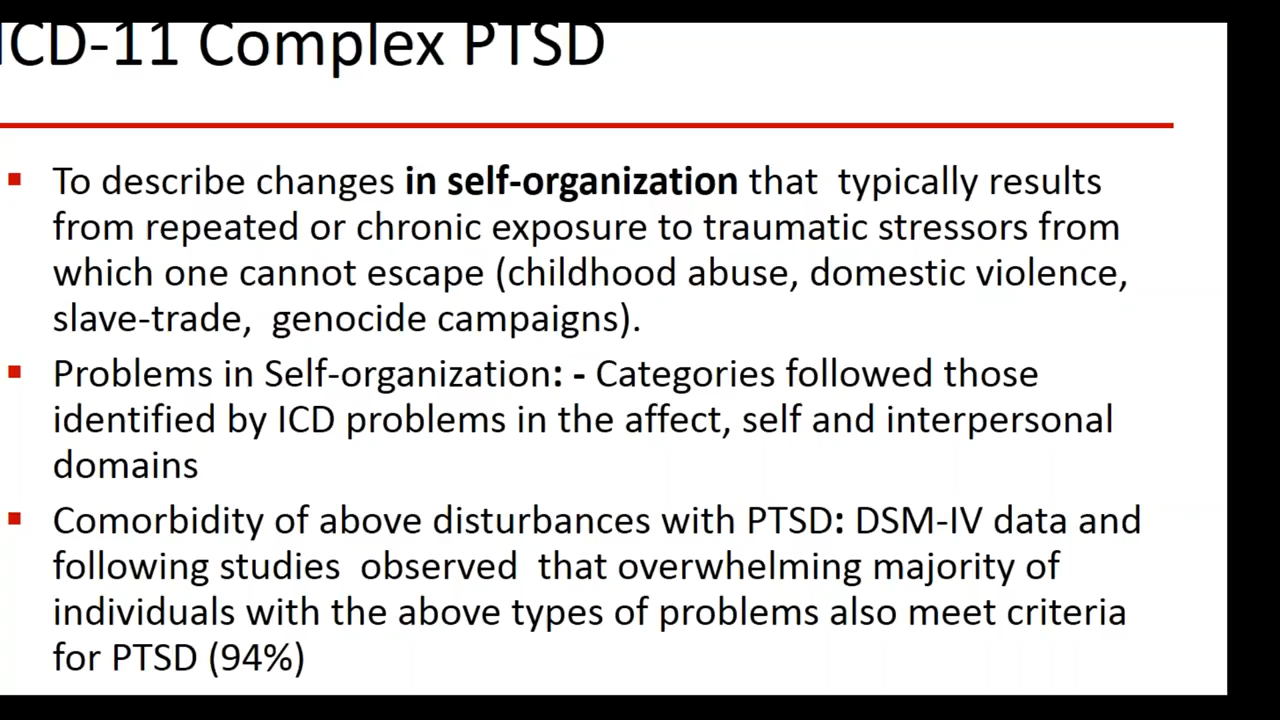 ICD-11 Complex PTSD
To describe changes in self-organization that typically results
from repeated or chronic exposure to traumatic stressors from
which one cannot escape (childhood abuse, domestic violence,
slave-trade, genocide campaigns).
Problems in Self-organization: - Categories followed those
identified by ICD problems in the affect, self and interpersonal
domains
Comorbidity of above disturbances with PTSD: DSM-IV data and
following studies observed that overwhelming majority of
individuals with the above types of problems also meet criteria
for PTSD (94%)